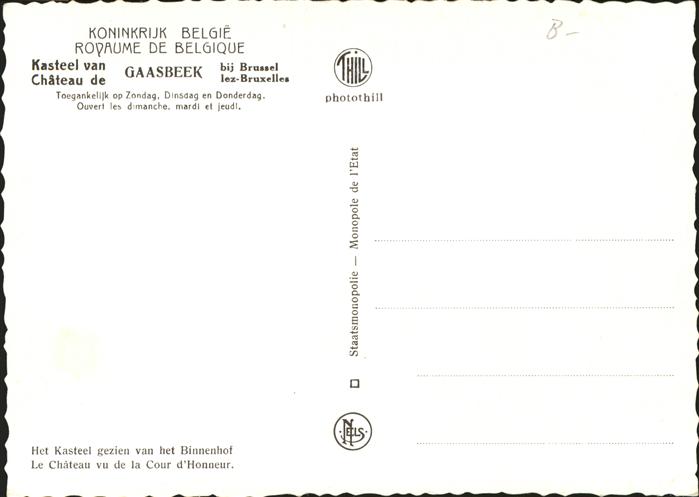 KONINKRIJK BELGIË
ROYAUME DE BELGIQUE
Kasteel van GAASBEEK bij Brussel
Château de lez-Bruxelles
Toegankelijk op Zondag, Dinsdag en Donderdag.
Ouvert les dimanche, mardi et jeudi.
B-
THILL
photothill
Staatsmonopolie — Monopole de l'Etat
NELS
Het Kasteel gezien van het Binnenhof
Le Château vu de la Cour d'Honneur.